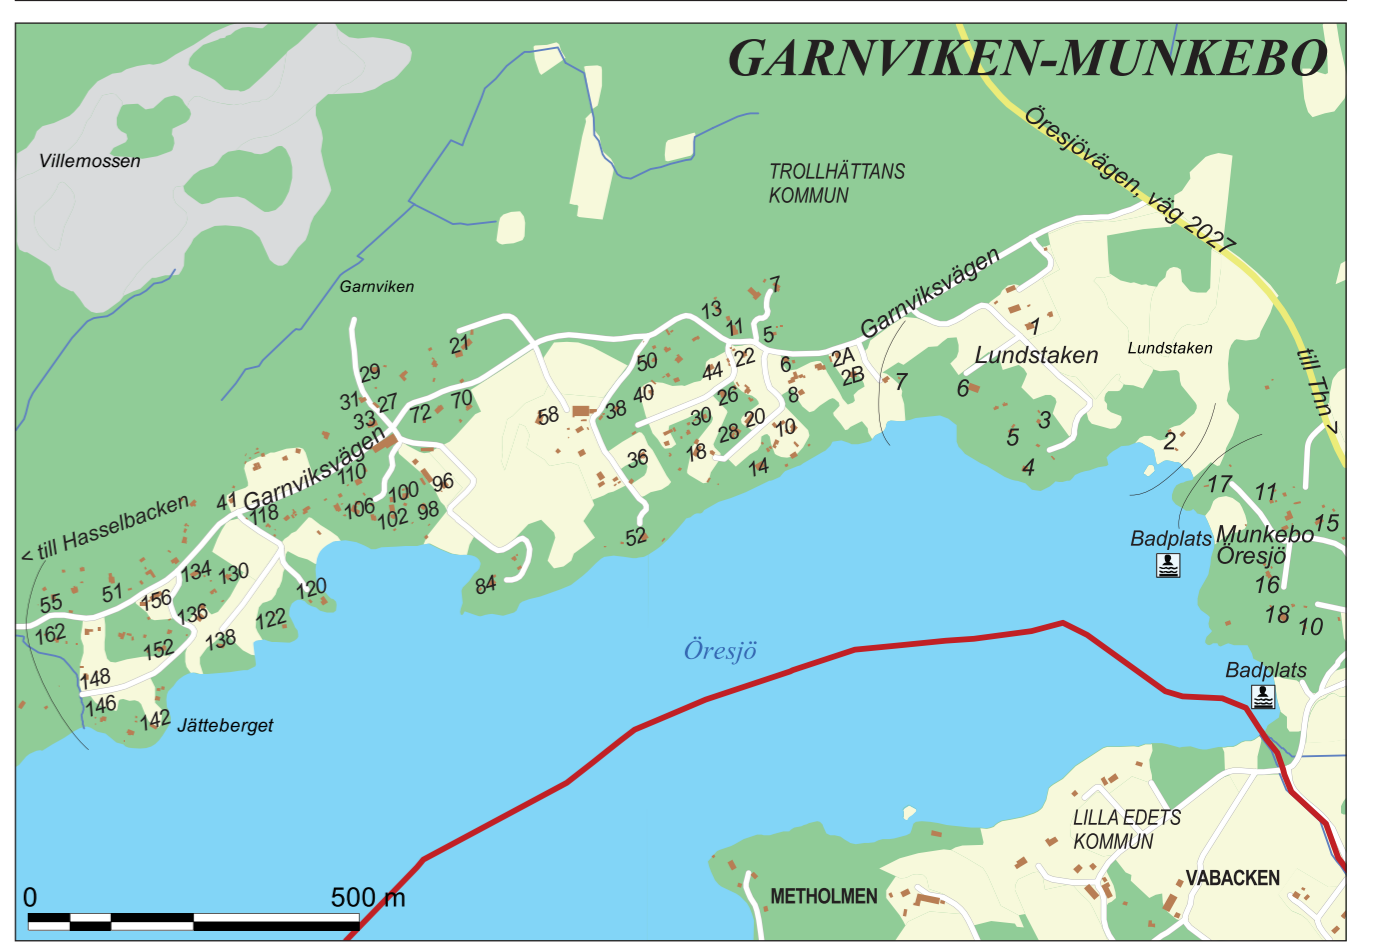 GARNVIKEN-MUNKEBO
Öresjövägen, väg 2027
Villemossen
TROLLHÄTTANS
KOMMUN
Garnviksvägen
Garnviken
7
13
11
5
1
21
50
22
6
2A
2B
Lundstaken
Lundstaken
till Thn >
29
44
7
6
31
27
72
70
40
26
8
33
58
38
30
20
3
28
10
5
2
Garnviksvägen
36
18
14
4
110
96
17
11
41
106
100
98
118
102
15
< till Hasselbacken
52
Badplats
Munkebo
Öresjö
134
130
120
84
16
55
51
156
136
122
18
10
162
152
138
Öresjö
148
Badplats
146
142
Jätteberget
LILLA EDETS
KOMMUN
VABACKEN
METHOLMEN
0
500 m